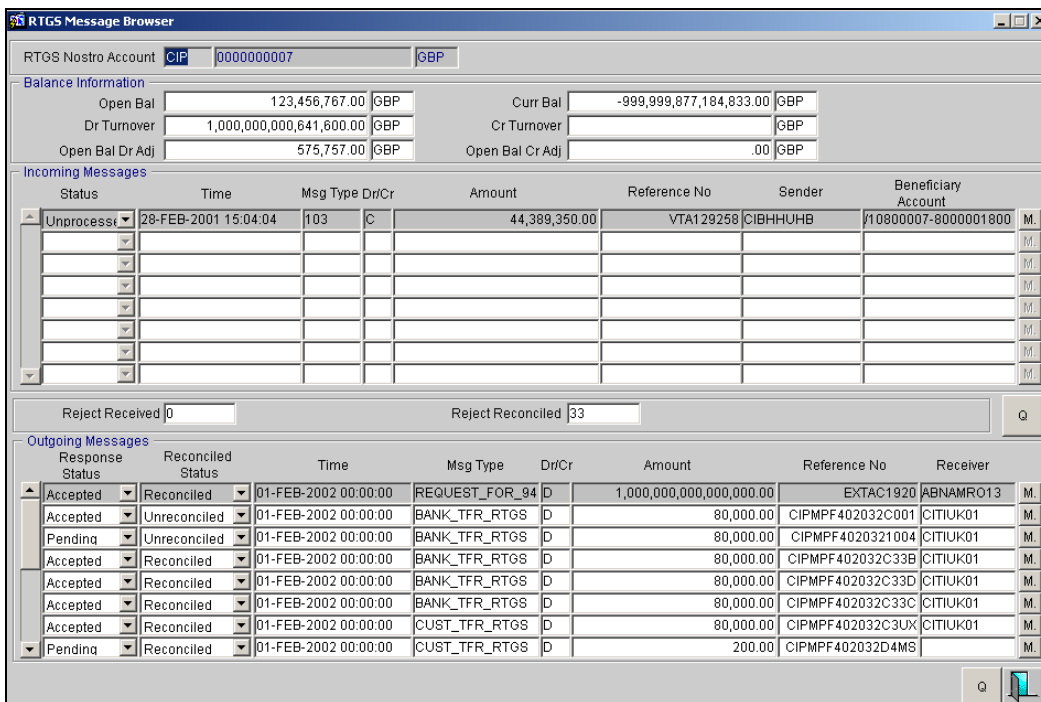 RTGS Message Browser
RTGS Nostro Account CIP 0000000007 GBP
Balance Information
Open Bal 123,456,767.00 GBP Curr Bal -999,999,877,184,833.00 GBP
Dr Turnover 1,000,000,000,641,600.00 GBP Cr Turnover GBP
Open Bal Dr Adj 575,757.00 GBP Open Bal Cr Adj .00 GBP
Incoming Messages
Status Time Msg Type Dr/Cr Amount Reference No Sender Beneficiary Account
Unprocesse 28-FEB-2001 15:04:04 103 C 44,389,350.00 VTA129258 CIBHHUHB /10800007-8000001800 M.
M.
M.
M.
M.
M.
M.
M.
Reject Received 0 Reject Reconciled 33 Q
Outgoing Messages
Response Status Reconciled Status Time Msg Type Dr/Cr Amount Reference No Receiver
Accepted Reconciled 01-FEB-2002 00:00:00 REQUEST_FOR_94 D 1,000,000,000,000,000.00 EXTAC1920 ABNAMRO13 M.
Accepted Unreconciled 01-FEB-2002 00:00:00 BANK_TFR_RTGS D 80,000.00 CIPMPF402032C001 CITIUK01 M.
Pending Unreconciled 01-FEB-2002 00:00:00 BANK_TFR_RTGS D 80,000.00 CIPMPF4020321004 CITIUK01 M.
Accepted Reconciled 01-FEB-2002 00:00:00 BANK_TFR_RTGS D 80,000.00 CIPMPF402032C33B CITIUK01 M.
Accepted Reconciled 01-FEB-2002 00:00:00 BANK_TFR_RTGS D 80,000.00 CIPMPF402032C33D CITIUK01 M.
Accepted Reconciled 01-FEB-2002 00:00:00 BANK_TFR_RTGS D 80,000.00 CIPMPF402032C33C CITIUK01 M.
Accepted Reconciled 01-FEB-2002 00:00:00 CUST_TFR_RTGS D 80,000.00 CIPMPF402032C3UX CITIUK01 M.
Pending Reconciled 01-FEB-2002 00:00:00 CUST_TFR_RTGS D 200.00 CIPMPF402032D4MS M.
Q